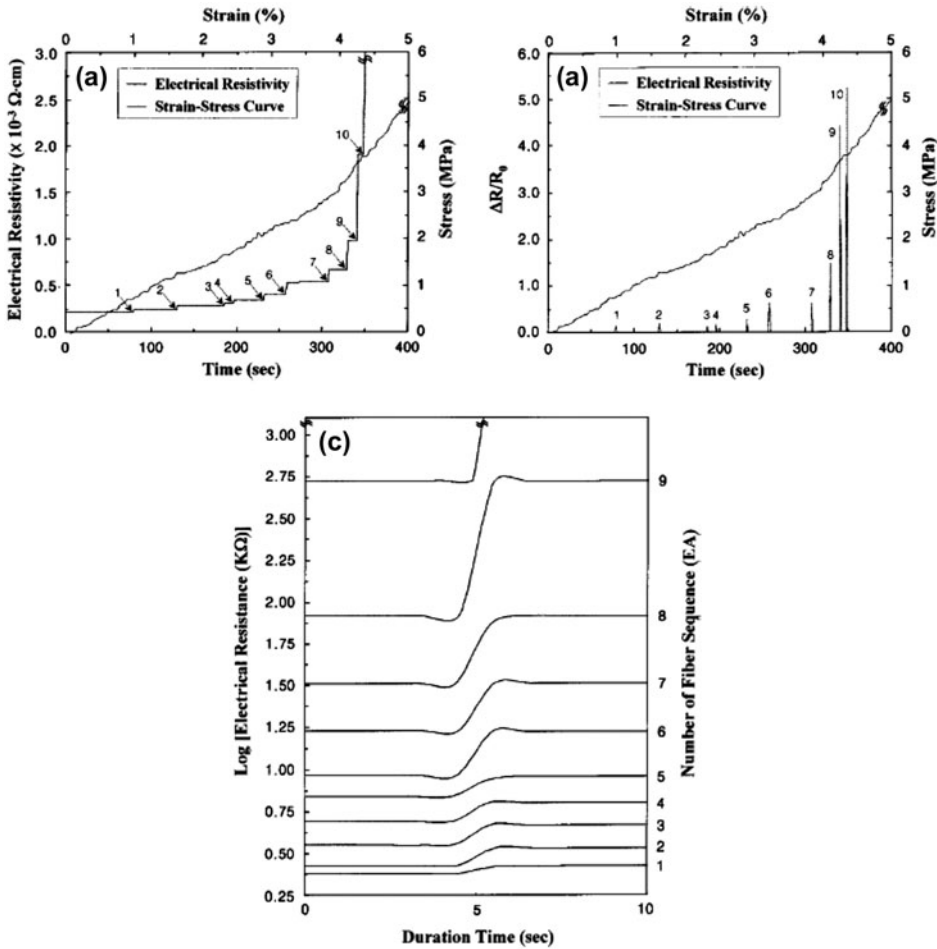 Strain (%)
0 1 2 3 4 5
(a)
Electrical Resistivity
Strain-Stress Curve
Electrical Resistivity (x 10⁻³ Ω·cm)
3.0
2.5
2.0
1.5
1.0
0.5
0.0
1 2 3 4 5 6 7 8 9 10
6
5
4
3
2
1
0
Stress (MPa)
0 100 200 300 400
Time (sec)
Strain (%)
0 1 2 3 4 5
(a)
Electrical Resistivity
Strain-Stress Curve
ΔR/R₀
6.0
5.0
4.0
3.0
2.0
1.0
0.0
1 2 3 4 5 6 7 8 9 10
6
5
4
3
2
1
0
Stress (MPa)
0 100 200 300 400
Time (sec)
(c)
Log [Electrical Resistance (KΩ)]
3.00
2.75
2.50
2.25
2.00
1.75
1.50
1.25
1.00
0.75
0.50
0.25
9
8
7
6
5
4
3
2
1
Number of Fiber Sequence (EA)
0 5 10
Duration Time (sec)